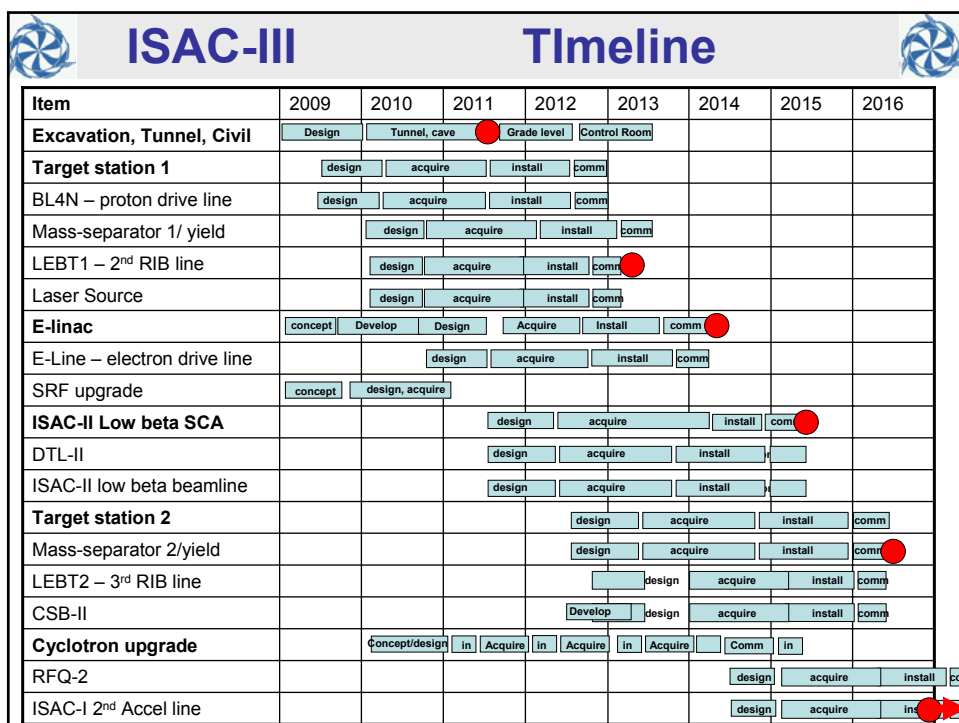 ISAC-III TImeline
Item 2009 2010 2011 2012 2013 2014 2015 2016
Excavation, Tunnel, Civil Design Tunnel, cave Grade level Control Room
Target station 1 design acquire install comm
BL4N – proton drive line design acquire install comm
Mass-separator 1/ yield design acquire install comm
LEBT1 – 2nd RIB line design acquire install comm
Laser Source design acquire install comm
E-linac concept Develop Design Acquire Install comm
E-Line – electron drive line design acquire install comm
SRF upgrade concept design, acquire
ISAC-II Low beta SCA design acquire install com
DTL-II design acquire install
ISAC-II low beta beamline design acquire install
Target station 2 design acquire install comm
Mass-separator 2/yield design acquire install comm
LEBT2 – 3rd RIB line design acquire install comm
CSB-II Develop design acquire install comm
Cyclotron upgrade Concept/design in Acquire in Acquire in Acquire Comm in
RFQ-2 design acquire install co
ISAC-I 2nd Accel line design acquire ins